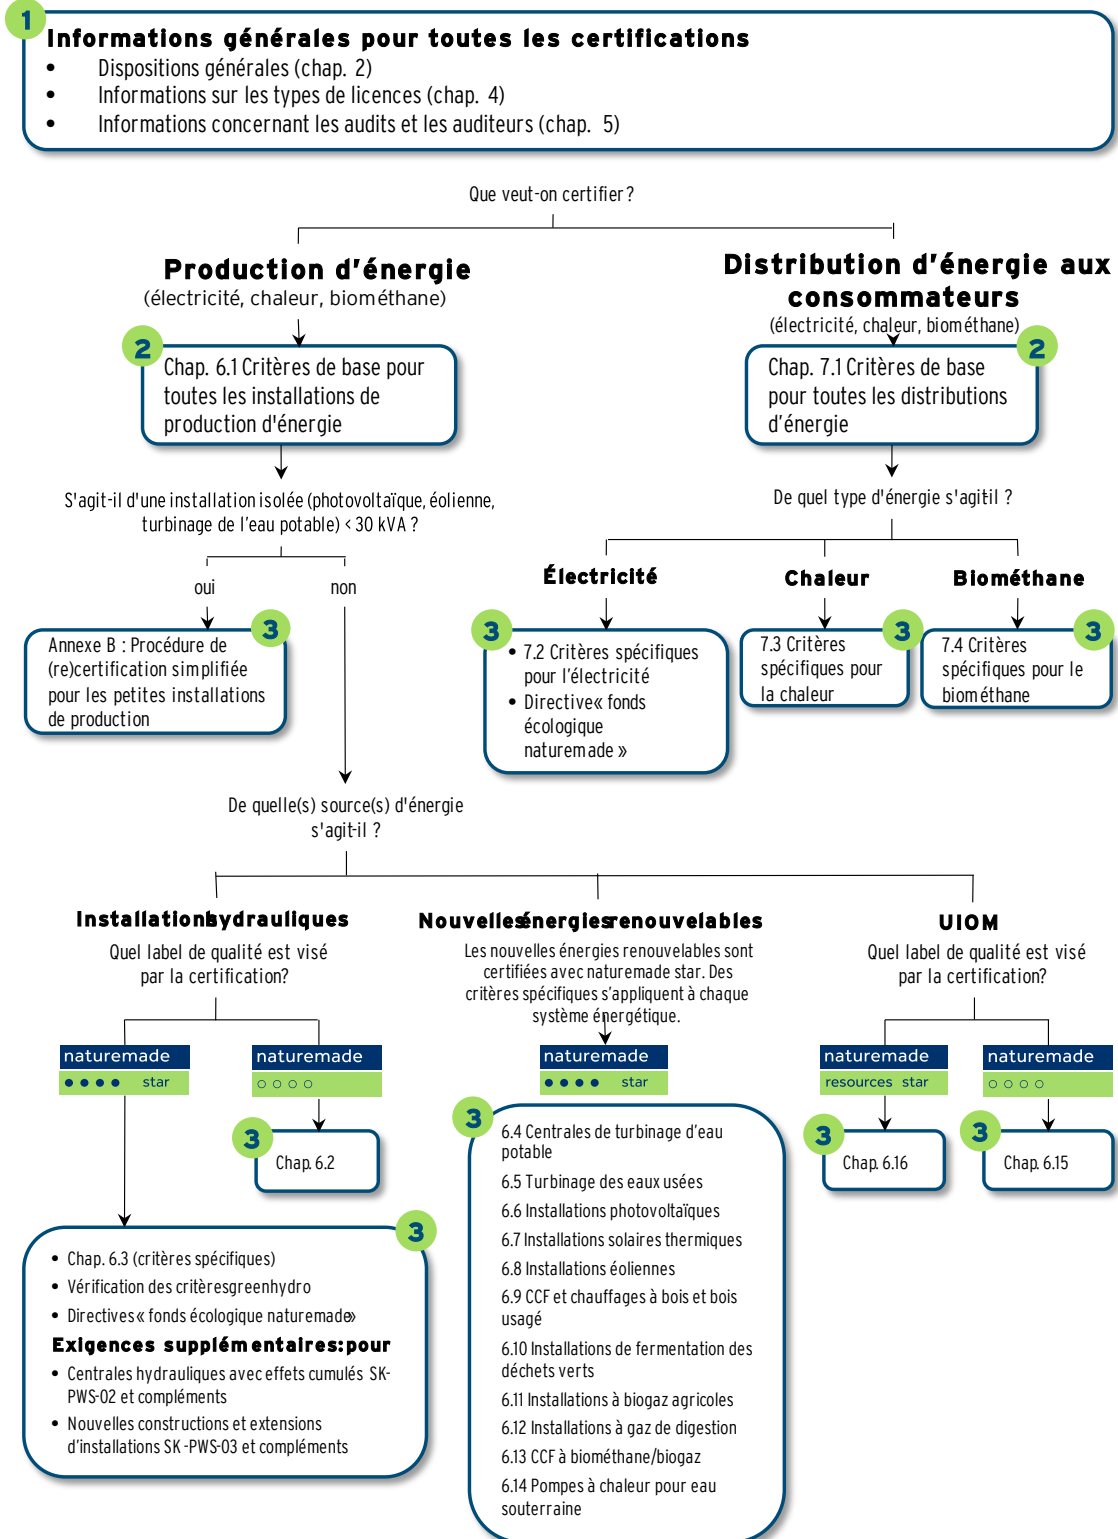 1
Informations générales pour toutes les certifications
• Dispositions générales (chap. 2)
• Informations sur les types de licences (chap. 4)
• Informations concernant les audits et les auditeurs (chap. 5)
Que veut-on certifier?
Production d'énergie
(électricité, chaleur, biométhane)
2
Chap. 6.1 Critères de base pour
toutes les installations de
production d'énergie
S'agit-il d'une installation isolée (photovoltaïque, éolienne,
turbinage de l'eau potable) < 30 kVA ?
oui
non
3
Annexe B : Procédure de
(re)certification simplifiée
pour les petites installations
de production
Distribution d'énergie aux
consommateurs
(électricité, chaleur, biométhane)
2
Chap. 7.1 Critères de base
pour toutes les distributions
d'énergie
De quel type d'énergie s'agitil ?
Électricité
3
• 7.2 Critères spécifiques
pour l'électricité
• Directive« fonds
écologique
naturemade »
Chaleur
3
7.3 Critères
spécifiques pour
la chaleur
Biométhane
3
7.4 Critères
spécifiques pour le
biométhane
De quelle(s) source(s) d'énergie
s'agit-il ?
Installationshydrauliques
Quel label de qualité est visé
par la certification?
naturemade
star
naturemade
3
Chap. 6.2
3
• Chap. 6.3 (critères spécifiques)
• Vérification des critèresgreenhydro
• Directives« fonds écologique naturemade»
Exigences supplémentaires:pour
• Centrales hydrauliques avec effets cumulés SK-
PWS-02 et compléments
• Nouvelles constructions et extensions
d'installations SK -PWS-03 et compléments
Nouvellesénergiesrenouvelables
Les nouvelles énergies renouvelables sont
certifiées avec naturemade star. Des
critères spécifiques s'appliquent à chaque
système énergétique.
naturemade
star
3
6.4 Centrales de turbinage d'eau
potable
6.5 Turbinage des eaux usées
6.6 Installations photovoltaïques
6.7 Installations solaires thermiques
6.8 Installations éoliennes
6.9 CCF et chauffages à bois et bois
usagé
6.10 Installations de fermentation des
déchets verts
6.11 Installations à biogaz agricoles
6.12 Installations à gaz de digestion
6.13 CCF à biométhane/biogaz
6.14 Pompes à chaleur pour eau
souterraine
UIOM
Quel label de qualité est visé
par la certification?
naturemade
resources star
naturemade
3
Chap. 6.16
3
Chap. 6.15